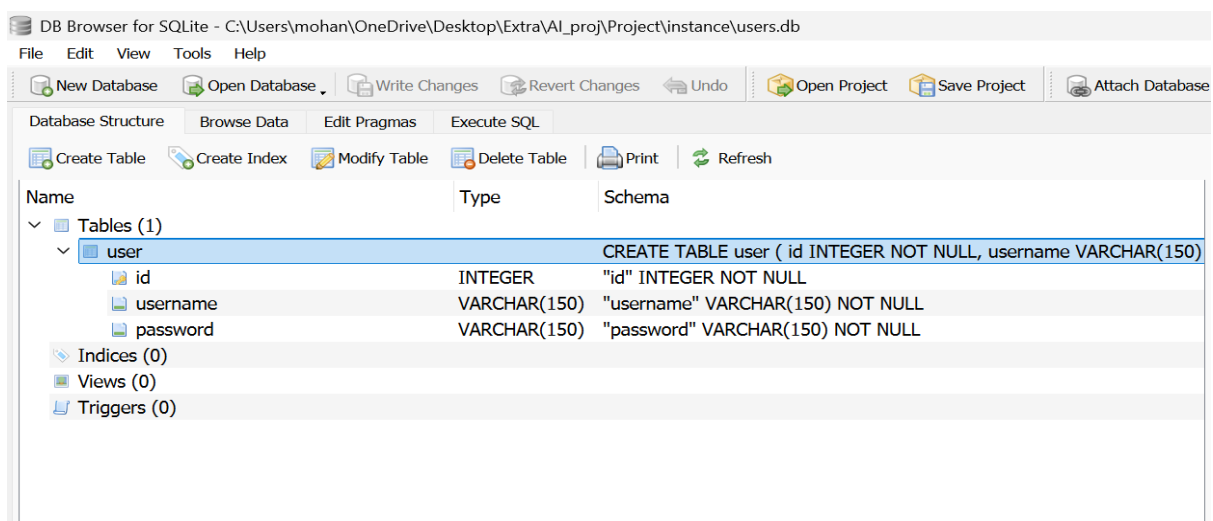 DB Browser for SQLite - C:\Users\mohan\OneDrive\Desktop\Extra\AI_proj\Project\instance\users.db
File Edit View Tools Help
New Database Open Database Write Changes Revert Changes Undo Open Project Save Project Attach Database
Database Structure Browse Data Edit Pragmas Execute SQL
Create Table Create Index Modify Table Delete Table Print Refresh
Name Type Schema
Tables (1)
user CREATE TABLE user ( id INTEGER NOT NULL, username VARCHAR(150)
id INTEGER "id" INTEGER NOT NULL
username VARCHAR(150) "username" VARCHAR(150) NOT NULL
password VARCHAR(150) "password" VARCHAR(150) NOT NULL
Indices (0)
Views (0)
Triggers (0)